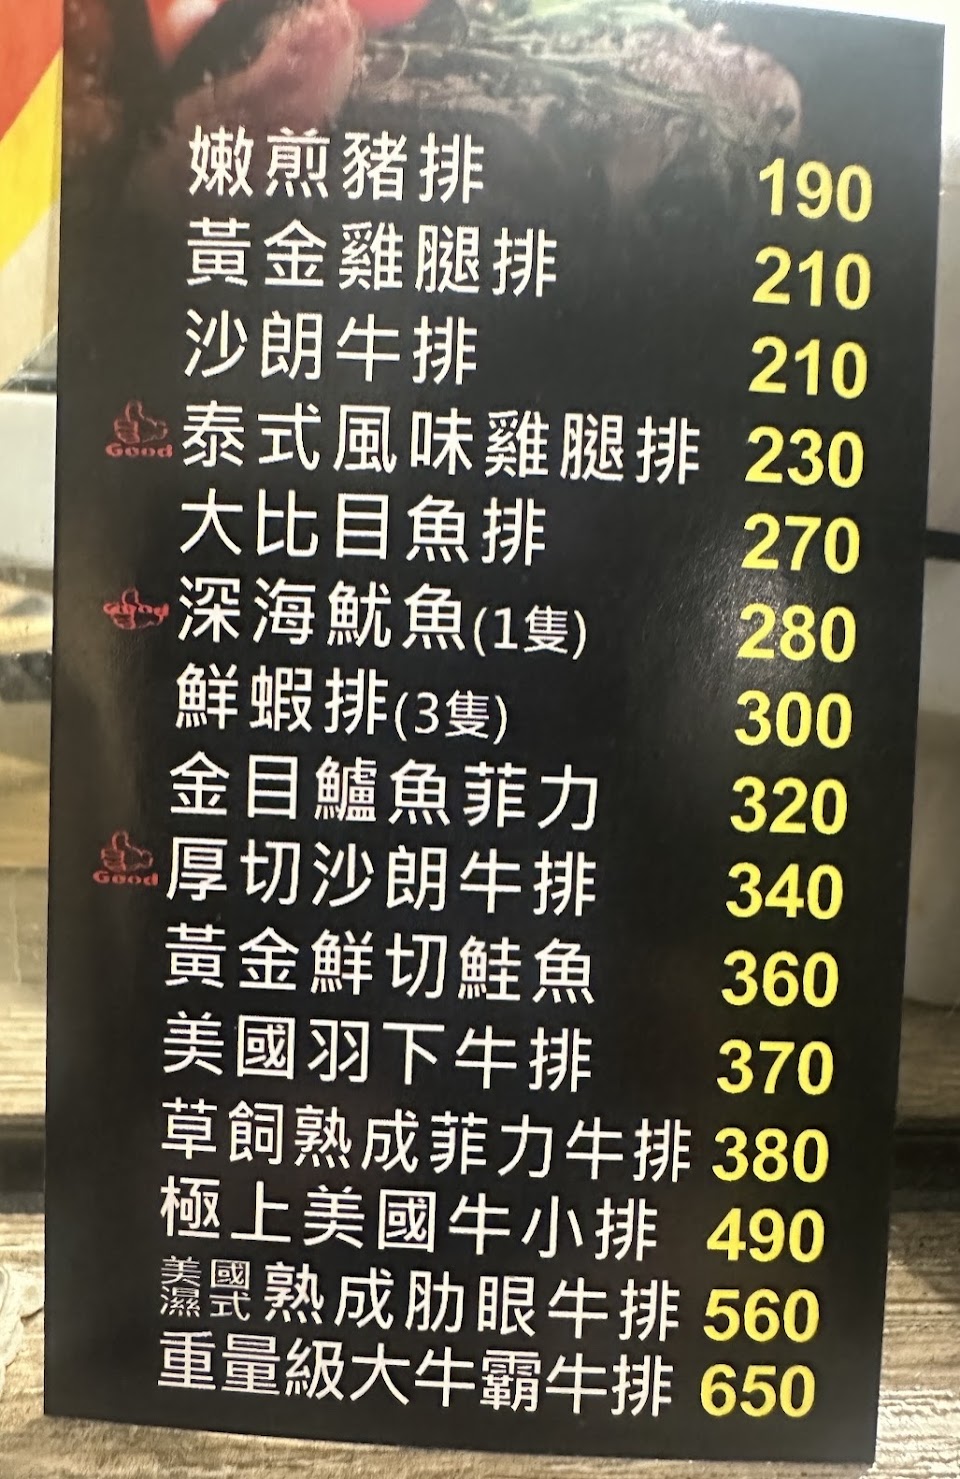 嫩煎豬排 190
黃金雞腿排 210
沙朗牛排 210
Good 泰式風味雞腿排 230
大比目魚排 270
Good 深海魷魚(1隻) 280
鮮蝦排(3隻) 300
金目鱸魚菲力 320
Good 厚切沙朗牛排 340
黃金鮮切鮭魚 360
美國羽下牛排 370
草飼熟成菲力牛排 380
極上美國牛小排 490
美國濕式熟成肋眼牛排 560
重量級大牛霸牛排 650